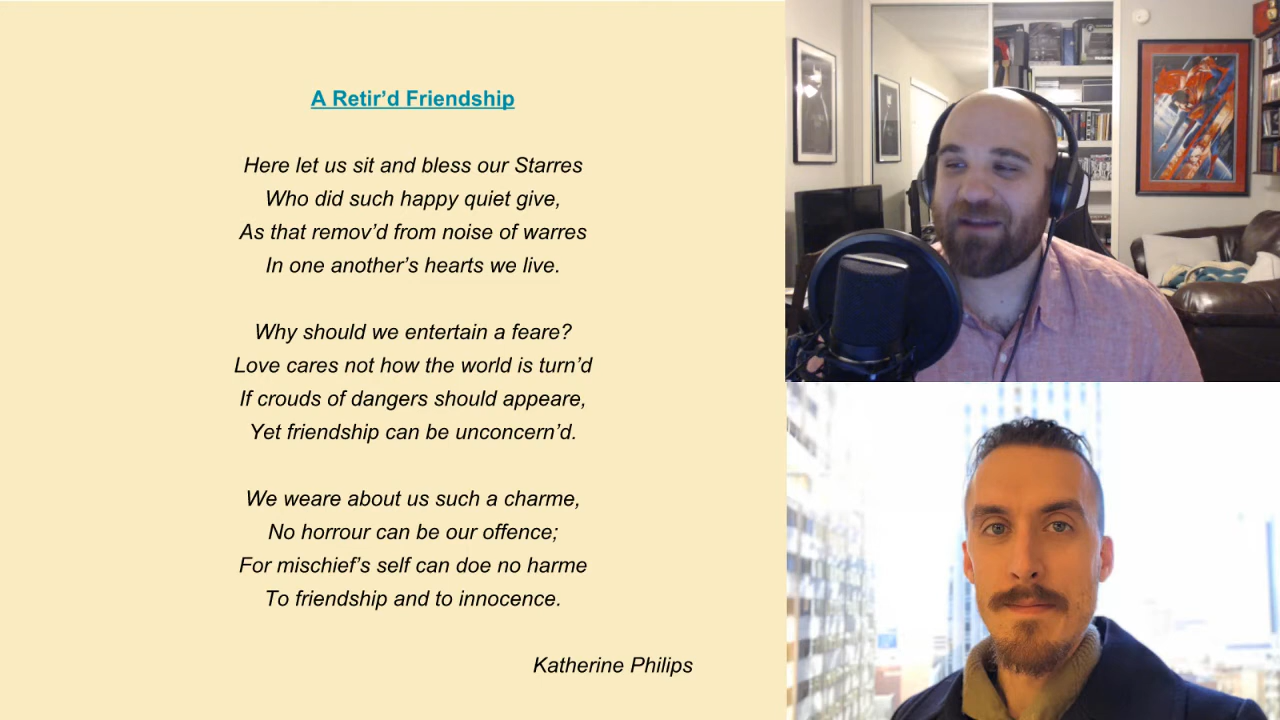 A Retir’d Friendship
Here let us sit and bless our Starres
Who did such happy quiet give,
As that remov’d from noise of warres
In one another’s hearts we live.
Why should we entertain a feare?
Love cares not how the world is turn’d
If crouds of dangers should appeare,
Yet friendship can be unconcern’d.
We weare about us such a charme,
No horrour can be our offence;
For mischief’s self can doe no harme
To friendship and to innocence.
Katherine Philips